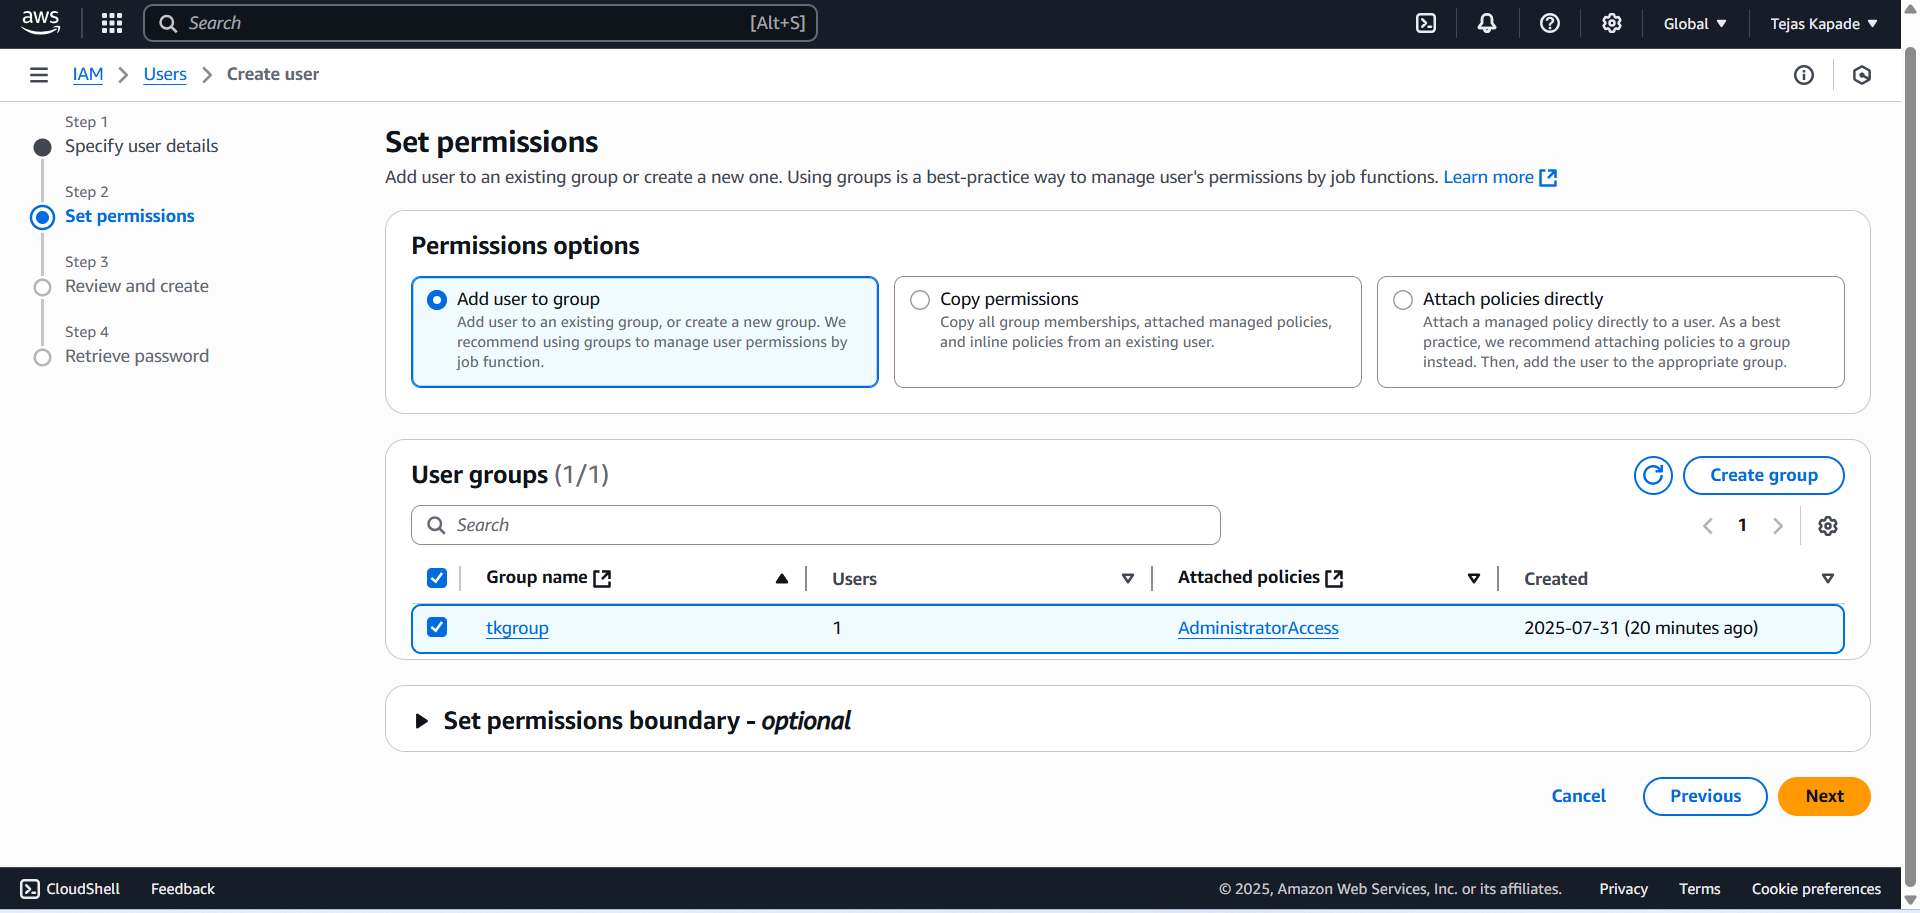 aws
Search [Alt+S]
Global
Tejas Kapade
IAM
Users
Create user
Step 1
Specify user details
Step 2
Set permissions
Step 3
Review and create
Step 4
Retrieve password
Set permissions
Add user to an existing group or create a new one. Using groups is a best-practice way to manage user's permissions by job functions. Learn more
Permissions options
Add user to group
Add user to an existing group, or create a new group. We
recommend using groups to manage user permissions by
job function.
Copy permissions
Copy all group memberships, attached managed policies,
and inline policies from an existing user.
Attach policies directly
Attach a managed policy directly to a user. As a best
practice, we recommend attaching policies to a group
instead. Then, add the user to the appropriate group.
User groups (1/1)
Create group
Search
1
Group name Users Attached policies Created
tkgroup 1 AdministratorAccess 2025-07-31 (20 minutes ago)
Set permissions boundary - optional
Cancel Previous Next
CloudShell Feedback © 2025, Amazon Web Services, Inc. or its affiliates. Privacy Terms Cookie preferences